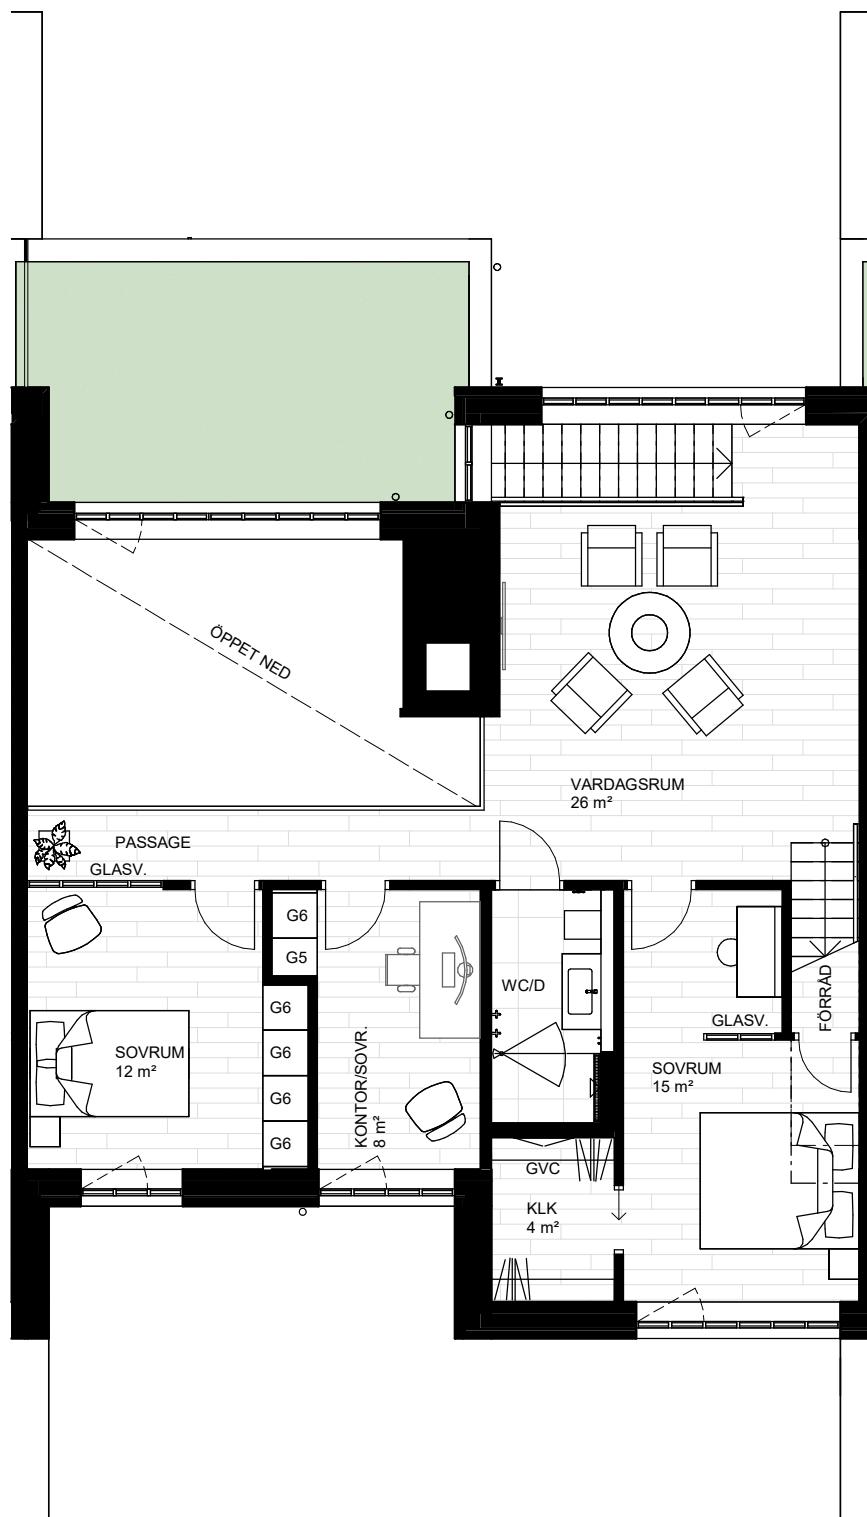 ÖPPET NED
VARDAGSRUM
26 m²
PASSAGE
GLASV.
G6
G5
G6
G6
G6
G6
SOVRUM
12 m²
KONTOR/SOVR.
8 m²
WC/D
GLASV.
FÖRRÅD
SOVRUM
15 m²
GVC
KLK
4 m²